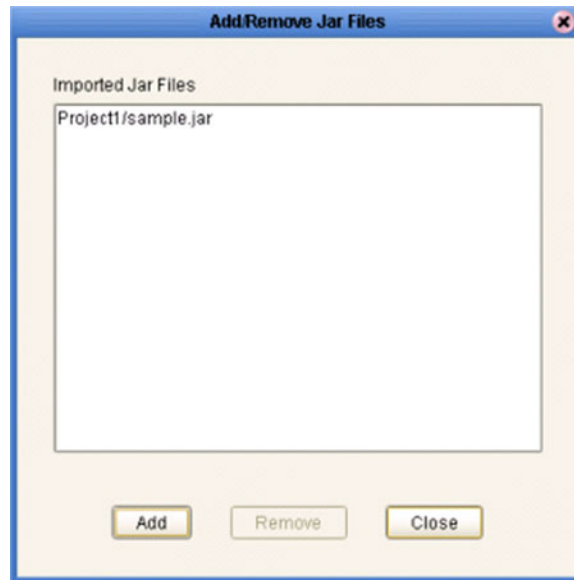 Add/Remove Jar Files
Imported Jar Files
Project1/sample.jar
Add
Remove
Close